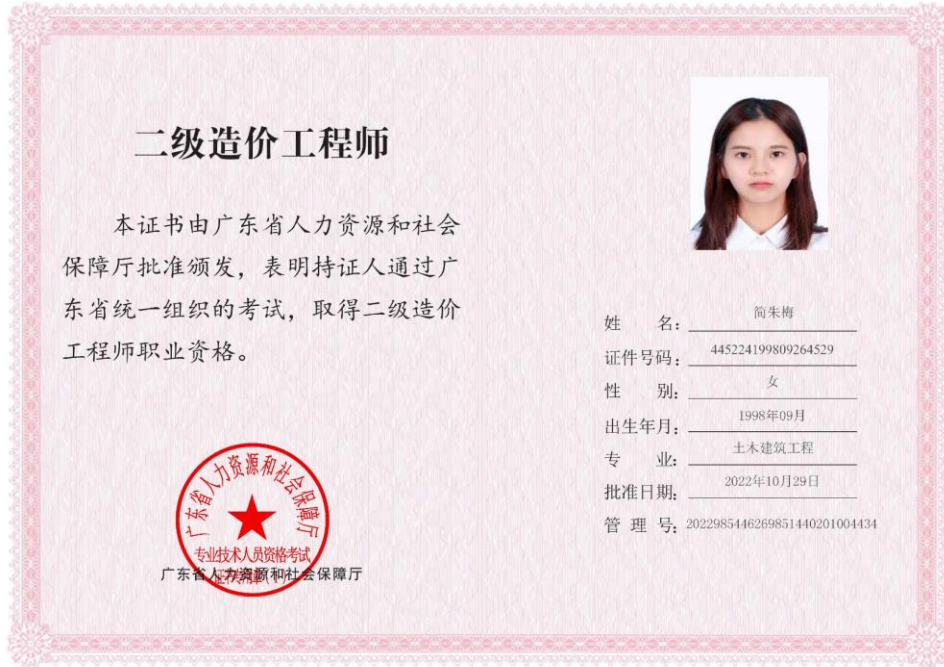 二级造价工程师
本证书由广东省人力资源和社会
保障厅批准颁发，表明持证人通过广
东省统一组织的考试，取得二级造价
工程师职业资格。
广东省人力资源和社会保障厅
专业技术人员资格考试
广东省人力资源和社会保障厅
姓 名：简朱梅
证件号码：445224199809264529
性 别：女
出生年月：1998年09月
专 业：土木建筑工程
批准日期：2022年10月29日
管 理 号：20229854462698514402010​04434